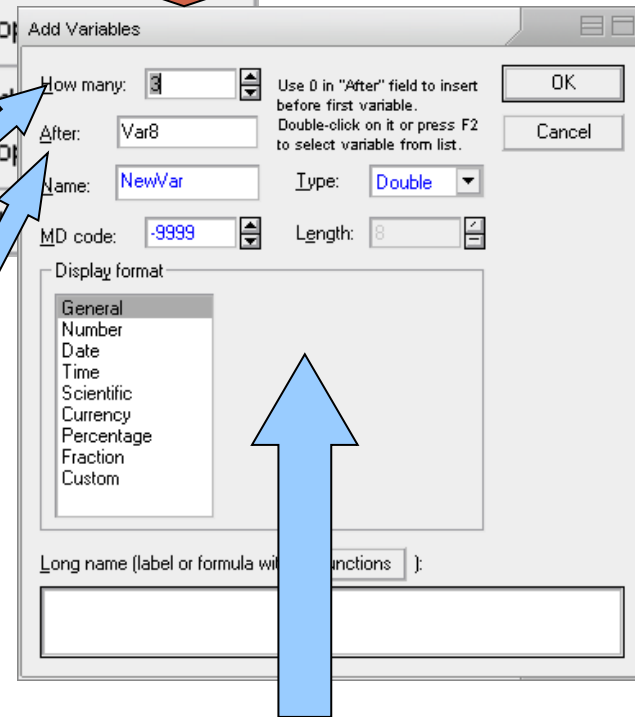 Add Variables
How many: 3
Use 0 in "After" field to insert
before first variable.
Double-click on it or press F2
to select variable from list.
OK
Cancel
After: Var8
Name: NewVar
Type: Double
MD code: -9999
Length: 8
Display format
General
Number
Date
Time
Scientific
Currency
Percentage
Fraction
Custom
Long name (label or formula ):